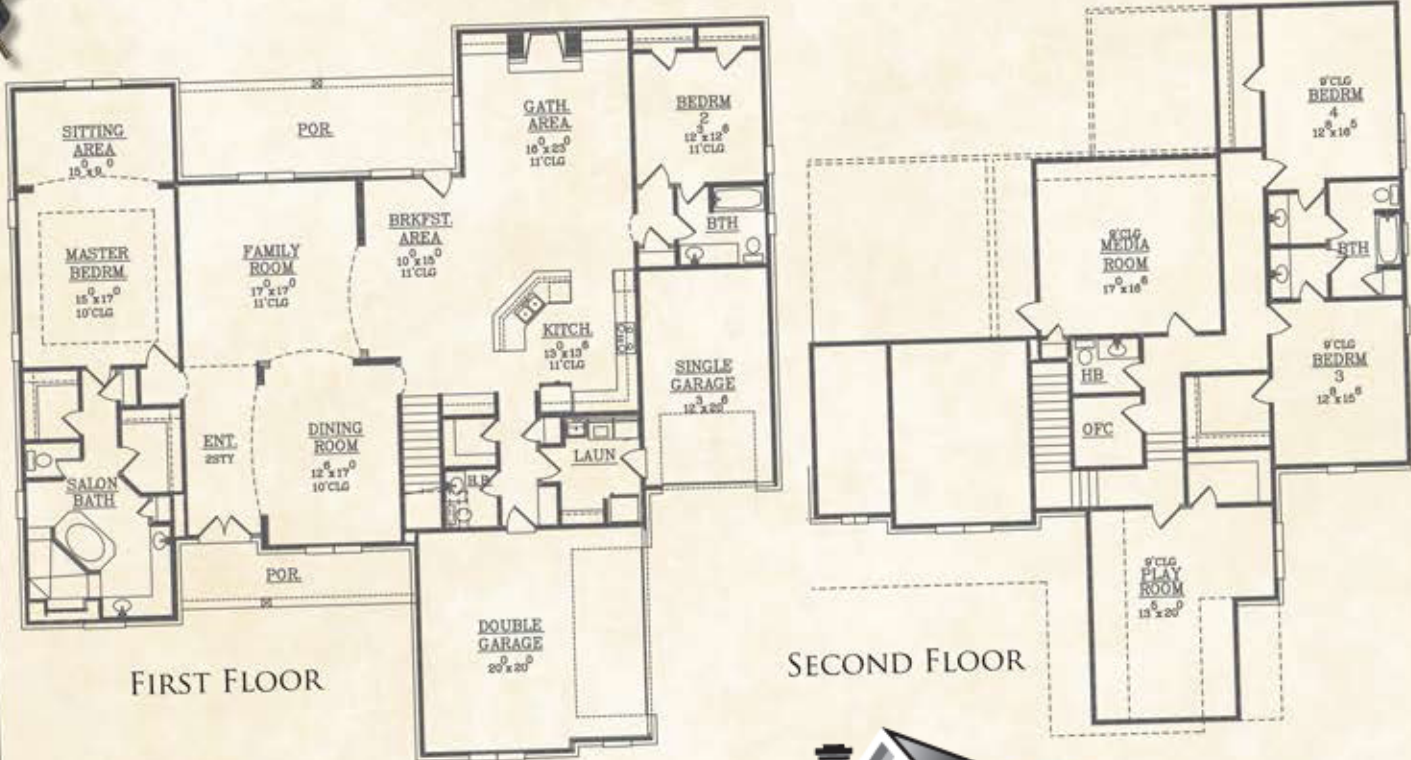 SITTING
AREA
15⁰x9⁰
POR.
GATH.
AREA
16⁰x23⁰
11'CLG
BEDRM
2
12³x12⁶
11'CLG
BTH
MASTER
BEDRM
15⁰x17⁰
10'CLG
FAMILY
ROOM
17⁰x17⁰
11'CLG
BRKFST.
AREA
10⁰x15⁰
11'CLG
KITCH.
13⁰x13⁶
11'CLG
SINGLE
GARAGE
12³x20⁶
ENT.
2STY
DINING
ROOM
12⁶x17⁰
10'CLG
LAUN
H.B.
SALON
BATH
POR.
DOUBLE
GARAGE
20⁰x20⁰
FIRST FLOOR
9'CLG
BEDRM
4
12⁸x16⁵
9'CLG
MEDIA
ROOM
17⁰x16⁶
BTH
HB
9'CLG
BEDRM
3
12⁸x15⁶
OFC
9'CLG
PLAY
ROOM
13⁵x20⁰
SECOND FLOOR